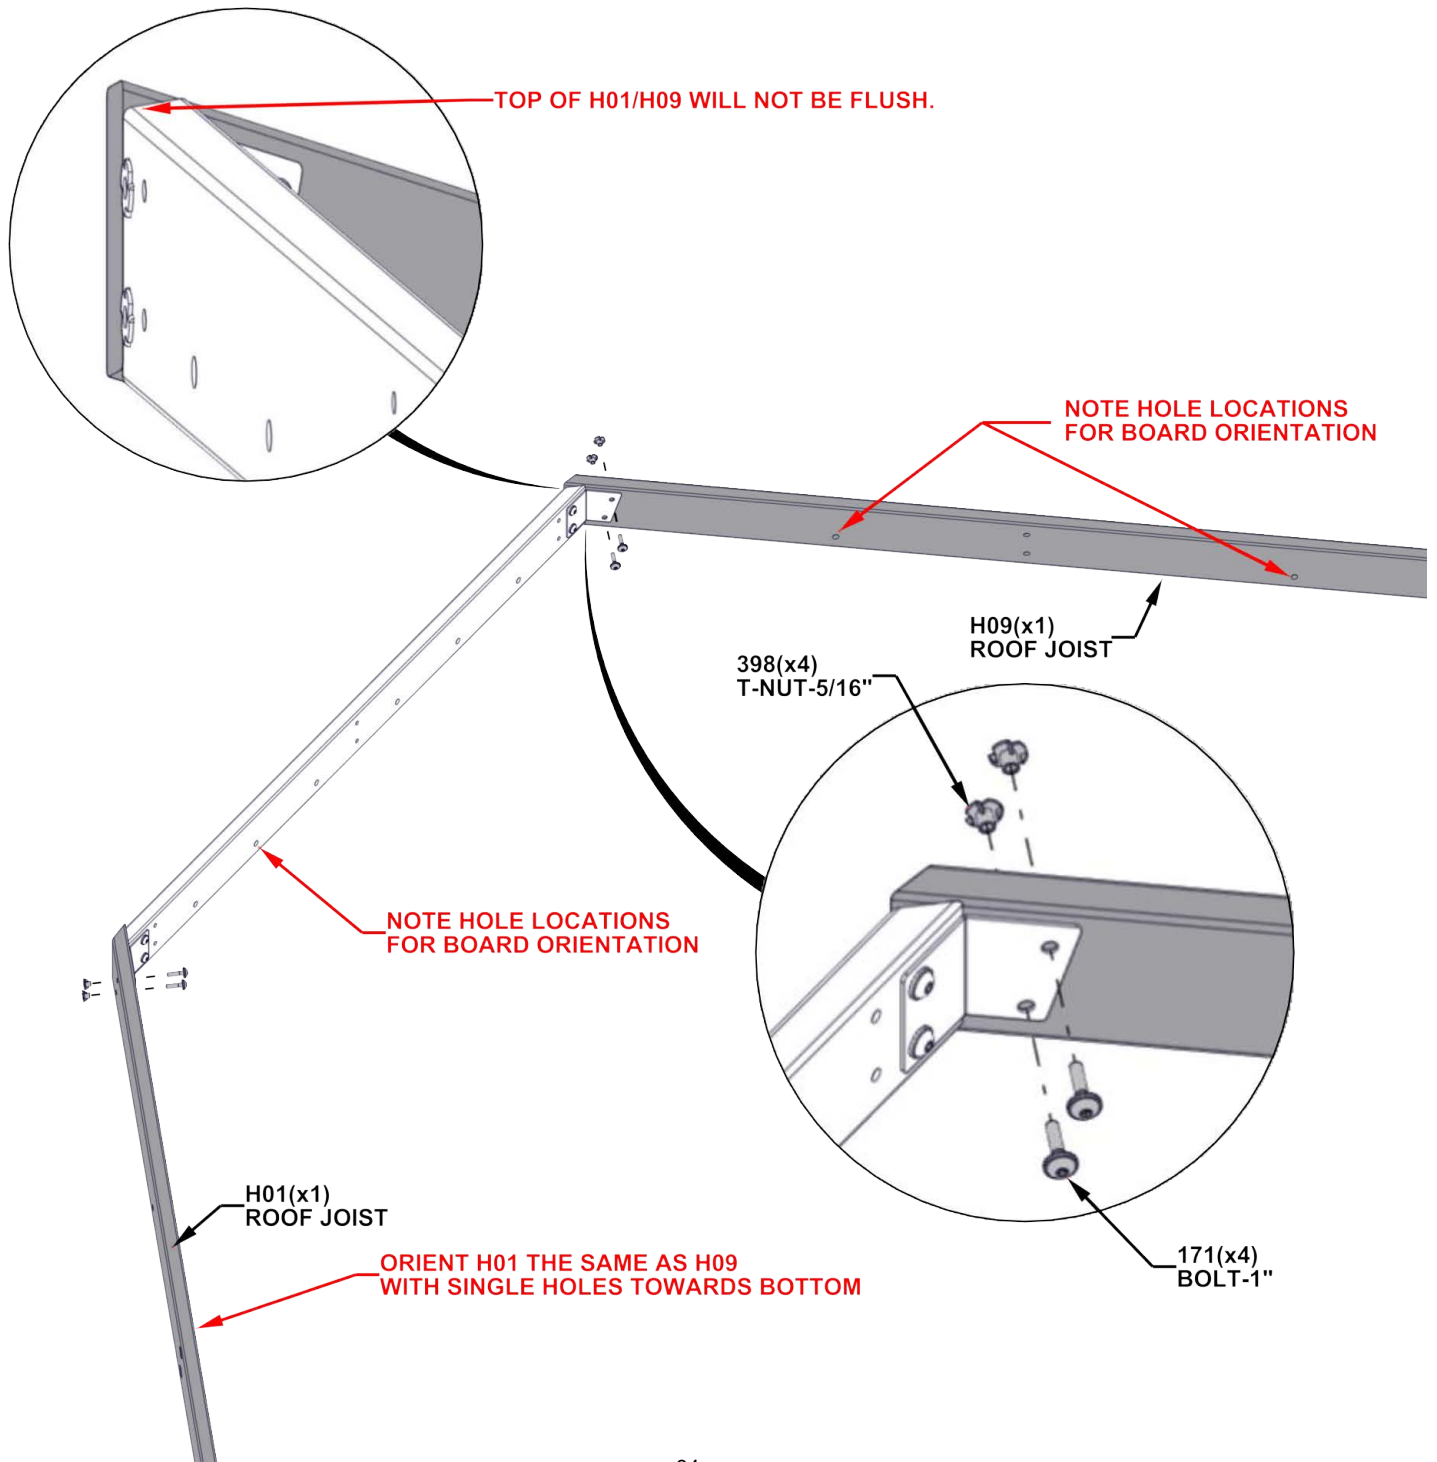 TOP OF H01/H09 WILL NOT BE FLUSH.
NOTE HOLE LOCATIONS
FOR BOARD ORIENTATION
H09(x1)
ROOF JOIST
398(x4)
T-NUT-5/16"
NOTE HOLE LOCATIONS
FOR BOARD ORIENTATION
H01(x1)
ROOF JOIST
ORIENT H01 THE SAME AS H09
WITH SINGLE HOLES TOWARDS BOTTOM
171(x4)
BOLT-1"